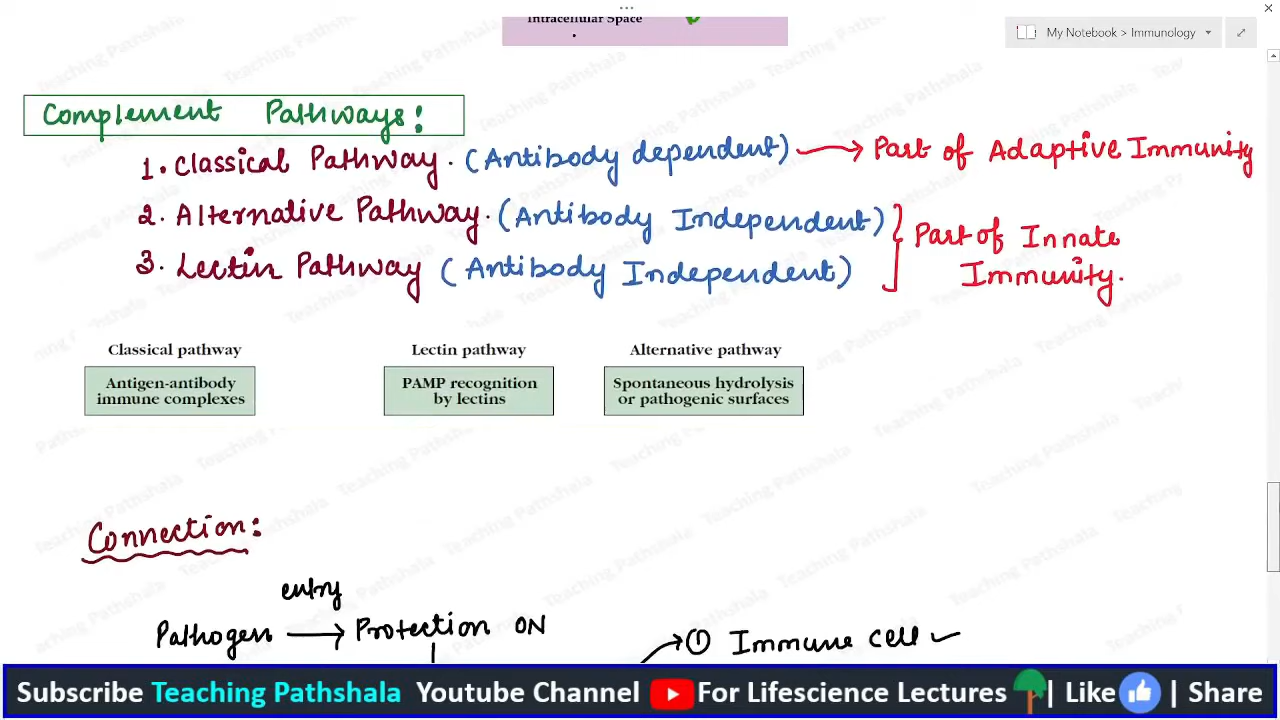 Intracellular Space
My Notebook > Immunology
Complement Pathways:
1. Classical Pathway. (Antibody dependent) → Part of Adaptive Immunity
2. Alternative Pathway. (Antibody Independent) } Part of Innate
3. Lectin Pathway (Antibody Independent) Immunity.
Classical pathway Lectin pathway Alternative pathway
Antigen-antibody PAMP recognition Spontaneous hydrolysis
immune complexes by lectins or pathogenic surfaces
Connection:
entry
Pathogen → Protection ON
① Immune cell ✓
Subscribe Teaching Pathshala Youtube Channel For Lifescience Lectures | Like | Share
Teaching Pathshala